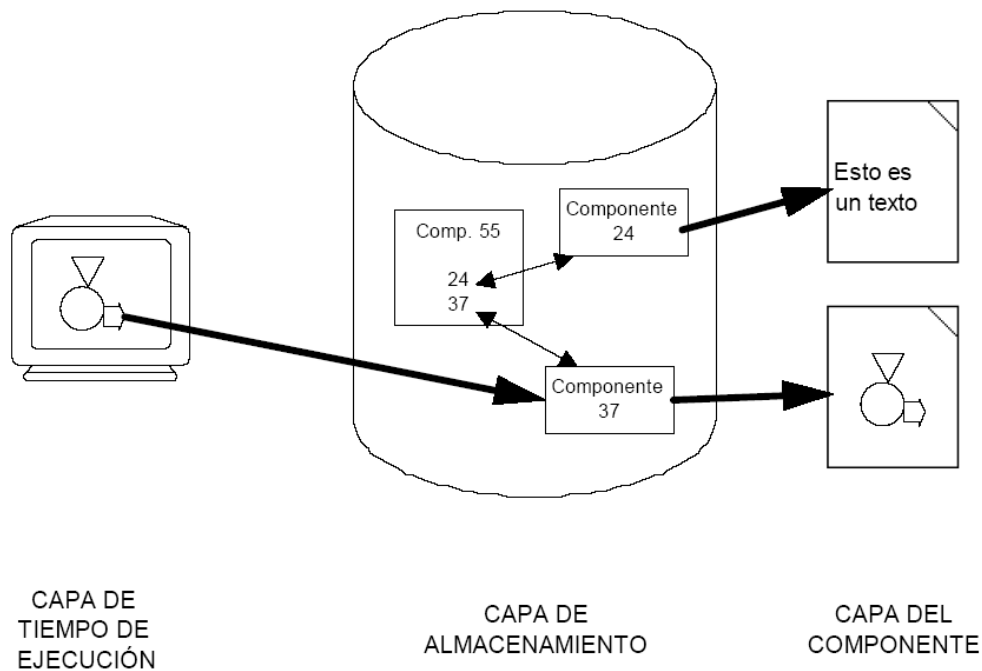 Esto es
un texto
Componente
24
Comp. 55
24
37
Componente
37
CAPA DE
TIEMPO DE
EJECUCIÓN
CAPA DE
ALMACENAMIENTO
CAPA DEL
COMPONENTE